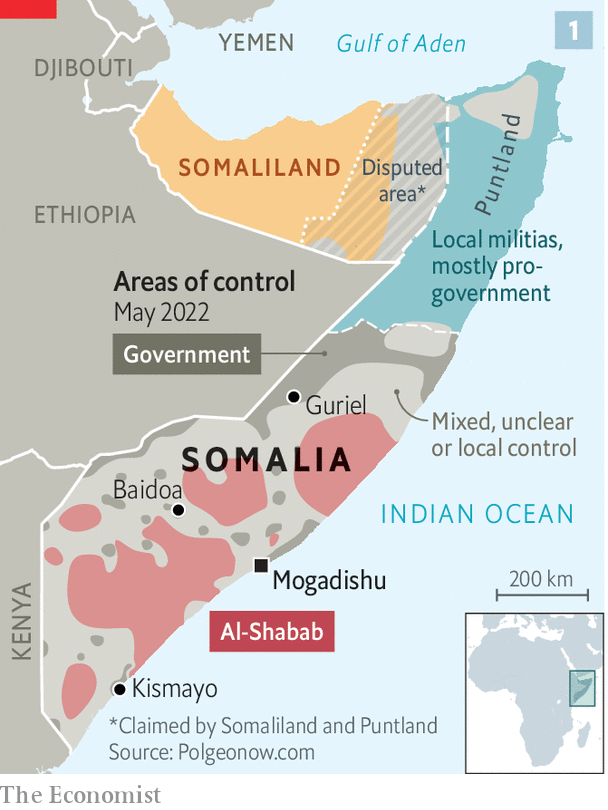 1
YEMEN
Gulf of Aden
DJIBOUTI
SOMALILAND
Disputed
area*
Puntland
ETHIOPIA
Local militias,
mostly pro-
government
Areas of control
May 2022
Government
Guriel
Mixed, unclear
or local control
SOMALIA
Baidoa
INDIAN OCEAN
Mogadishu
200 km
KENYA
Al-Shabab
Kismayo
*Claimed by Somaliland and Puntland
Source: Polgeonow.com
The Economist